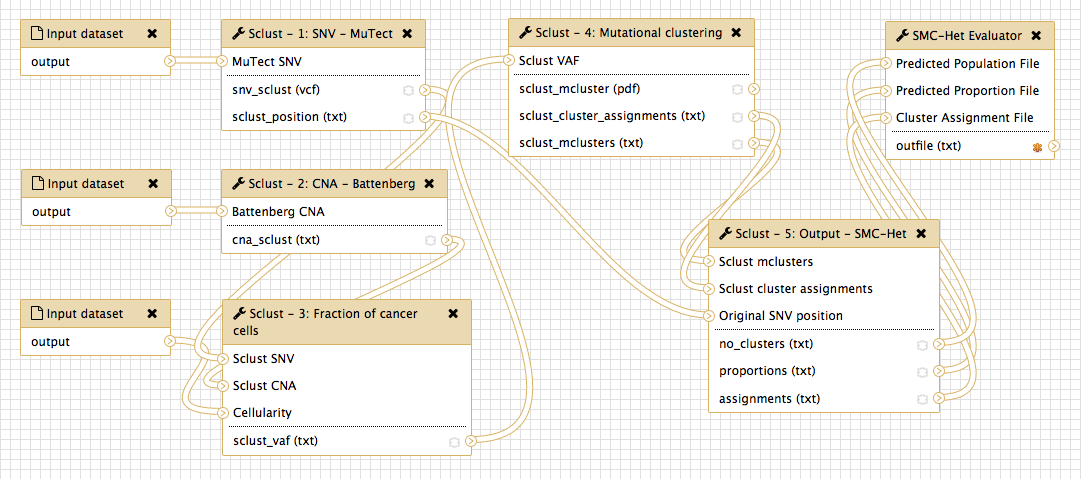 Input dataset
output
Sclust - 1: SNV - MuTect
MuTect SNV
snv_sclust (vcf)
sclust_position (txt)
Sclust - 4: Mutational clustering
Sclust VAF
sclust_mcluster (pdf)
sclust_cluster_assignments (txt)
sclust_mclusters (txt)
SMC-Het Evaluator
Predicted Population File
Predicted Proportion File
Cluster Assignment File
outfile (txt)
Input dataset
output
Sclust - 2: CNA - Battenberg
Battenberg CNA
cna_sclust (txt)
Sclust - 5: Output - SMC-Het
Sclust mclusters
Sclust cluster assignments
Original SNV position
no_clusters (txt)
proportions (txt)
assignments (txt)
Input dataset
output
Sclust - 3: Fraction of cancer
cells
Sclust SNV
Sclust CNA
Cellularity
sclust_vaf (txt)